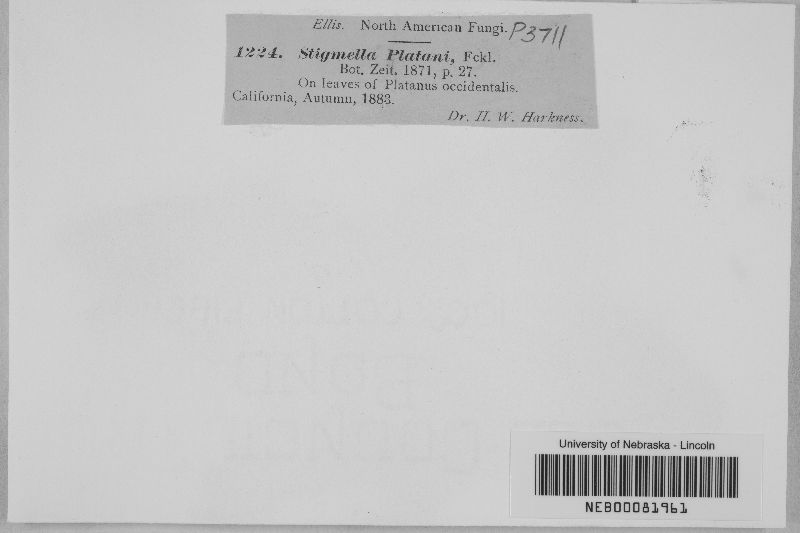 Ellis. North American Fungi. P3711
1224. Stigmella Platani, Fckl.
Bot. Zeit. 1871, p. 27.
On leaves of Platanus occidentalis.
California, Autumn, 1883.
Dr. H. W. Harkness.
University of Nebraska - Lincoln
NEB00081961